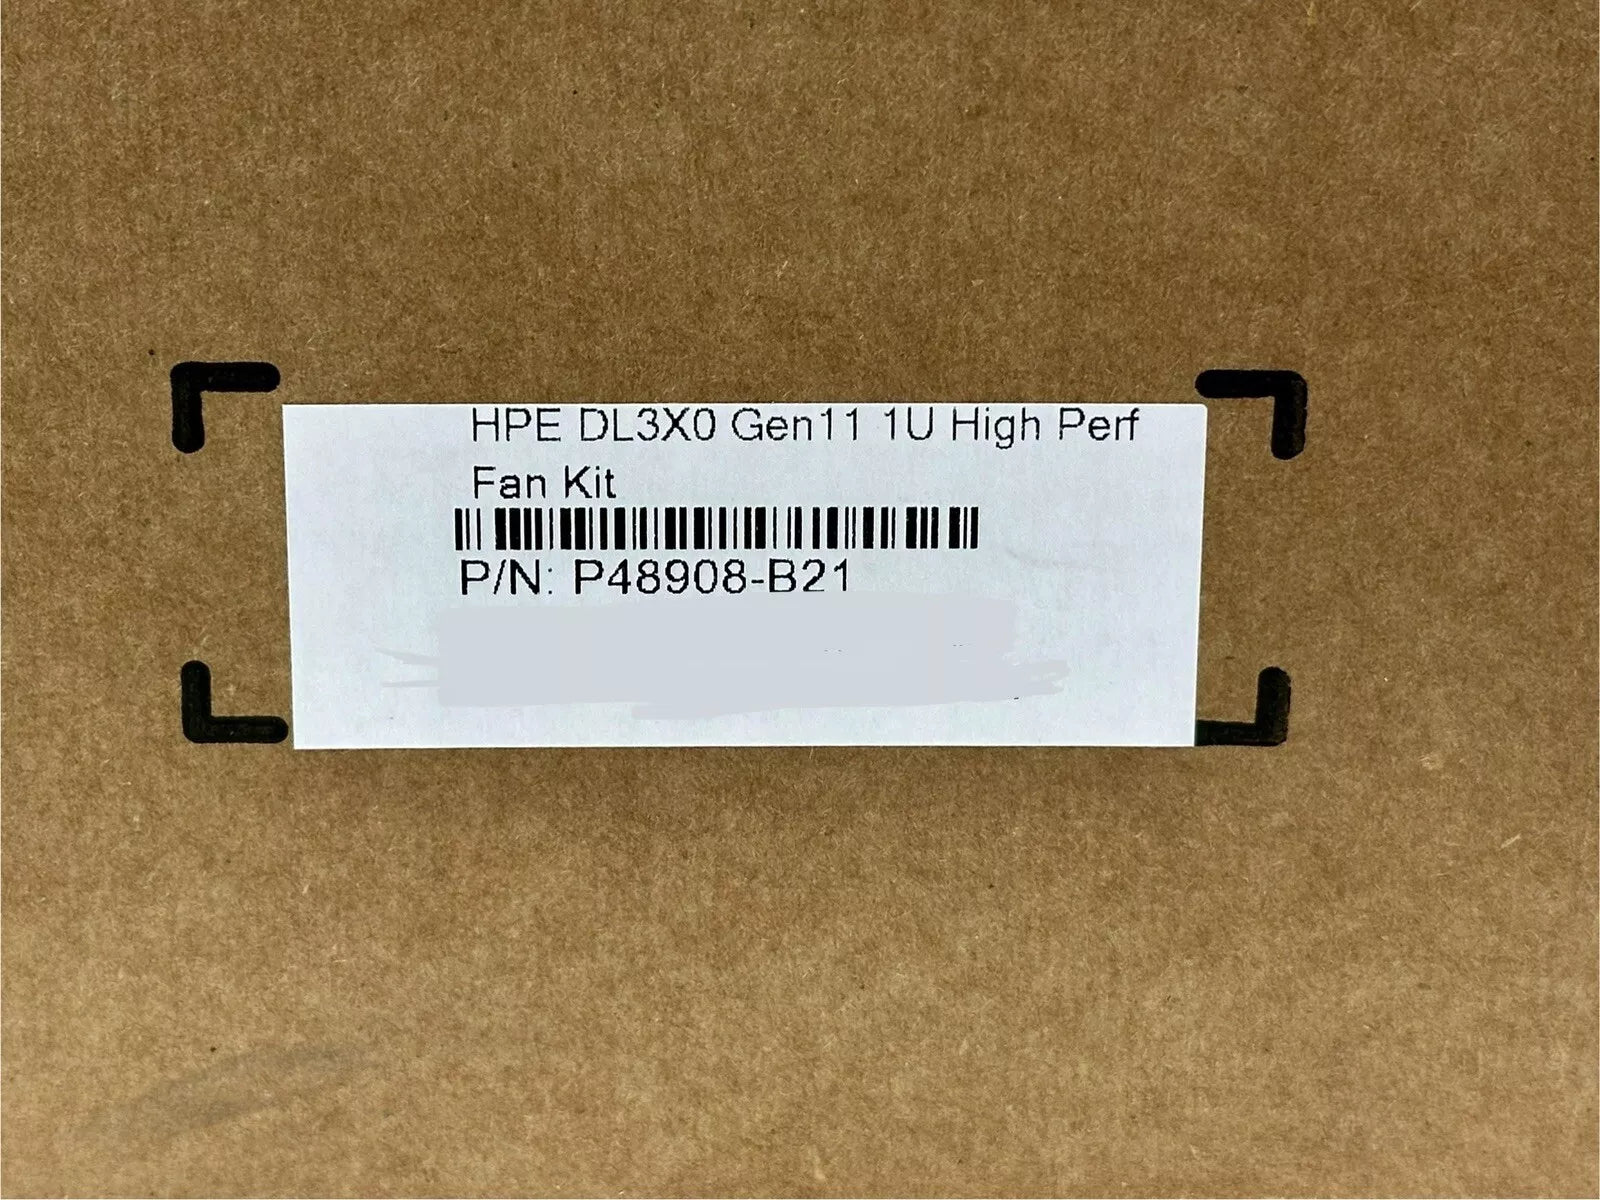 HPE DL3X0 Gen11 1U High Perf
Fan Kit
P/N: P48908-B21